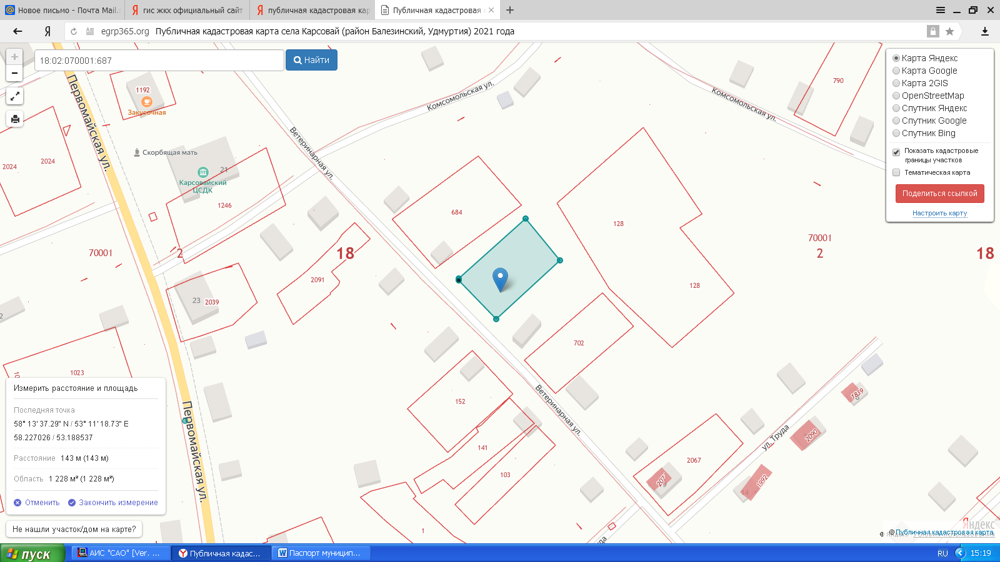 Новое письмо - Почта Mail.
гис жкх официальный сайт
публичная кадастровая кар
Публичная кадастровая
egrp365.org Публичная кадастровая карта села Карсовай (район Балезинский, Удмуртия) 2021 года
18:02:070001:687
Найти
Карта Яндекс
Карта Google
Карта 2GIS
OpenStreetMap
Спутник Яндекс
Спутник Google
Спутник Bing
Показать кадастровые
границы участков
Тематическая карта
Поделиться ссылкой
Настроить карту
Первомайская ул.
1192
Закусочная
Ветеринарная ул.
Комсомольская ул.
Комсомольская ул.
790
2024
2024
Скорбящая мать
21
Карсовайский
ЦСДК
1246
684
128
70001
2
18
70001
2
18
2091
128
23
2039
702
1023
152
Ветеринарная ул.
1839
141
103
2067
ул. Труда
2090
207
1992
14
1
Первомайская ул.
Измерить расстояние и площадь
Последняя точка
58° 13' 37.29" N / 53° 11' 18.73" E
58.227026 / 53.188537
Расстояние 143 м (143 м)
Область 1 228 м² (1 228 м²)
Отменить
Закончить измерение
Не нашли участок/дом на карте?
Яндекс
© Публичная кадастровая карта
пуск
АИС "САО" [Ver. ...
Публичная кадас...
Паспорт муницип...
RU
15:19